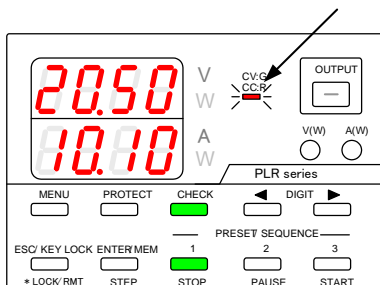 20.50
V
W
CV:G
CC:R
OUTPUT
10.10
A
W
V(W) A(W)
PLR series
MENU PROTECT CHECK DIGIT
PRESET/ SEQUENCE
ESC/ KEY LOCK ENTER/MEM 1 2 3
* LOCK/ RMT STEP STOP PAUSE START